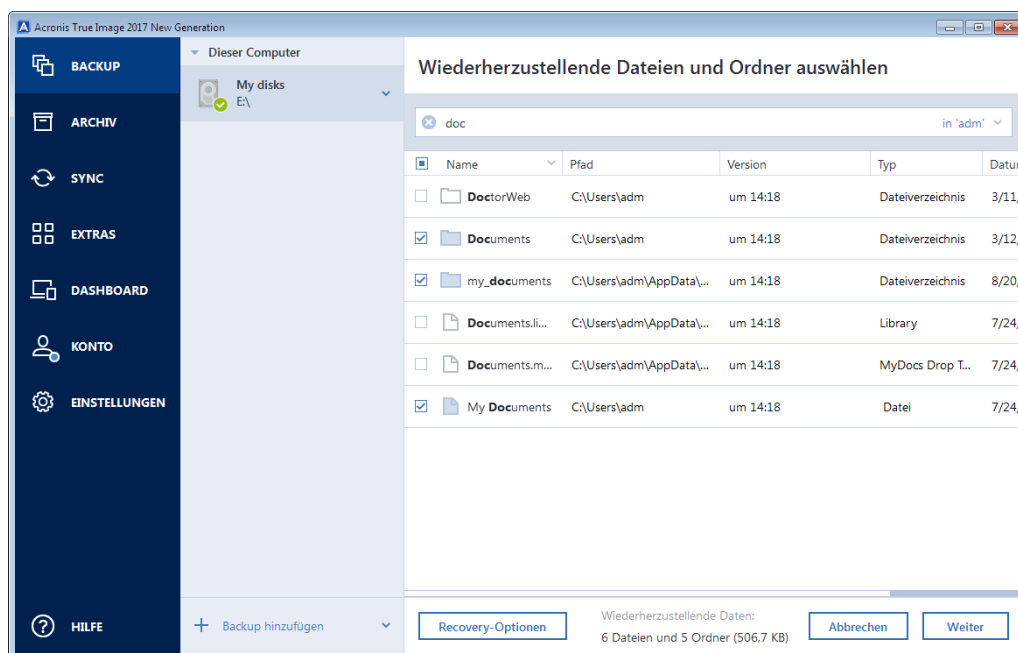 Acronis True Image 2017 New Generation
BACKUP
ARCHIV
SYNC
EXTRAS
DASHBOARD
KONTO
EINSTELLUNGEN
HILFE
Dieser Computer
My disks
E:\
Backup hinzufügen
Wiederherzustellende Dateien und Ordner auswählen
doc in 'adm'
Name Pfad Version Typ Datum
DoctorWeb C:\Users\adm um 14:18 Dateiverzeichnis 3/11,
Documents C:\Users\adm um 14:18 Dateiverzeichnis 3/12,
my_documents C:\Users\adm\AppData\... um 14:18 Dateiverzeichnis 8/20,
Documents.li... C:\Users\adm\AppData\... um 14:18 Library 7/24,
Documents.m... C:\Users\adm\AppData\... um 14:18 MyDocs Drop T... 7/24,
My Documents C:\Users\adm um 14:18 Datei 7/24,
Recovery-Optionen
Wiederherzustellende Daten:
6 Dateien und 5 Ordner (506,7 KB)
Abbrechen
Weiter